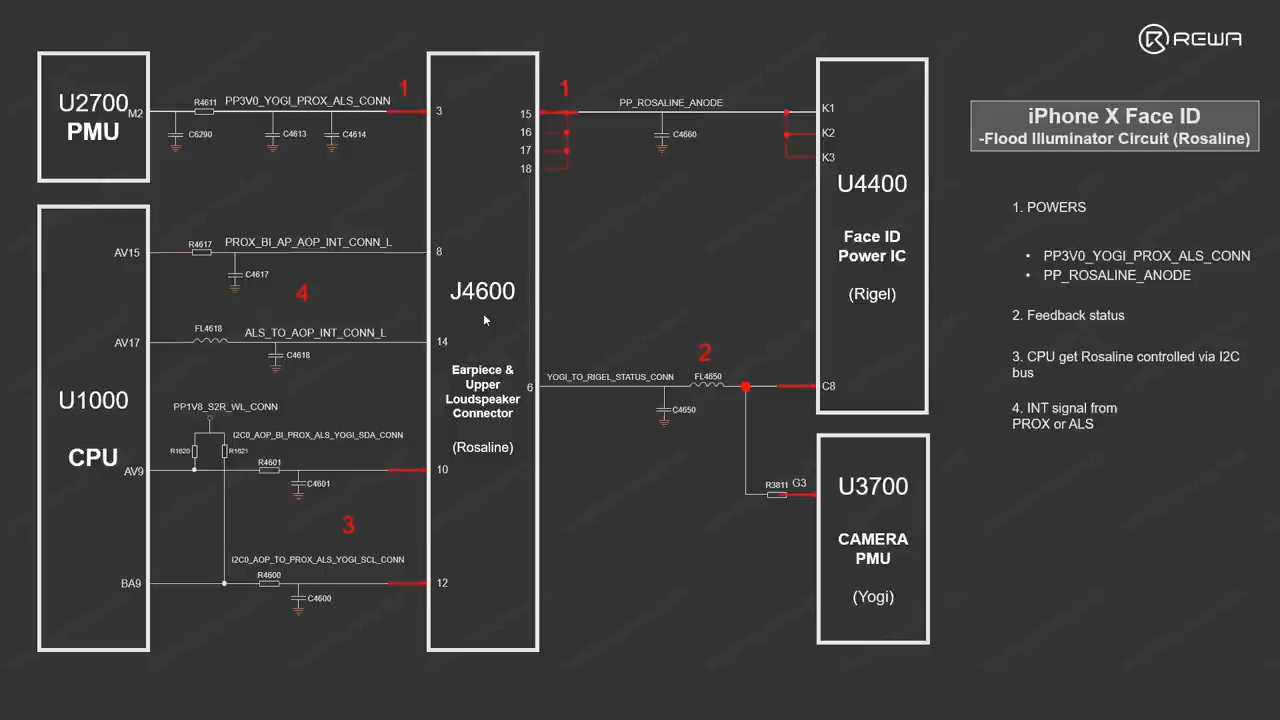 REWA
iPhone X Face ID
-Flood Illuminator Circuit (Rosaline)
1. POWERS
• PP3V0_YOGI_PROX_ALS_CONN
• PP_ROSALINE_ANODE
2. Feedback status
3. CPU get Rosaline controlled via I2C
bus
4. INT signal from
PROX or ALS
U2700
PMU
M2
R4611
PP3V0_YOGI_PROX_ALS_CONN
1
3
C6290
C4613
C4614
U1000
CPU
AV15
R4617
PROX_BI_AP_AOP_INT_CONN_L
8
C4617
4
AV17
FL4618
ALS_TO_AOP_INT_CONN_L
14
C4618
PP1V8_S2R_WL_CONN
R1620
R1621
I2C0_AOP_BI_PROX_ALS_YOGI_SDA_CONN
AV9
R4601
10
C4601
3
I2C0_AOP_TO_PROX_ALS_YOGI_SCL_CONN
BA9
R4600
12
C4600
J4600
Earpiece &
Upper
Loudspeaker
Connector
(Rosaline)
15
16
17
18
6
1
PP_ROSALINE_ANODE
C4660
K1
K2
K3
U4400
Face ID
Power IC
(Rigel)
2
YOGI_TO_RIGEL_STATUS_CONN
FL4650
C8
C4650
R3811
G3
U3700
CAMERA
PMU
(Yogi)